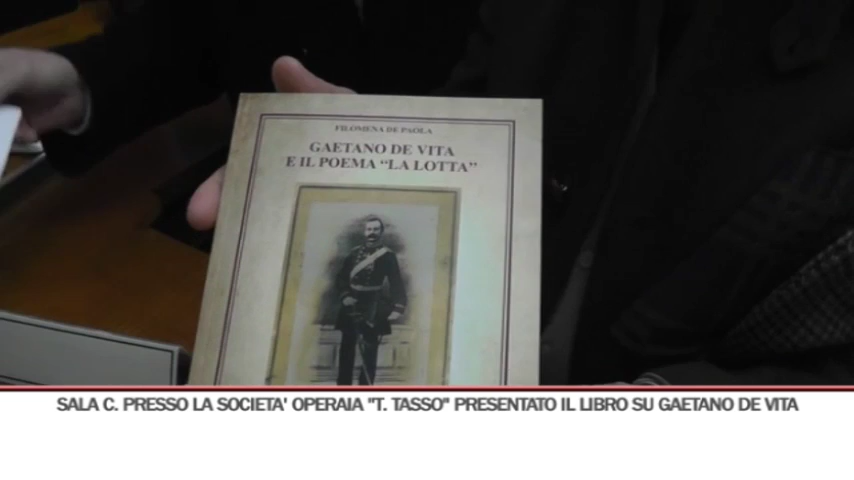 FILOMENA DE PAOLA
GAETANO DE VITA
E IL POEMA "LA LOTTA"
SALA C. PRESSO LA SOCIETA' OPERAIA "T. TASSO" PRESENTATO IL LIBRO SU GAETANO DE VITA